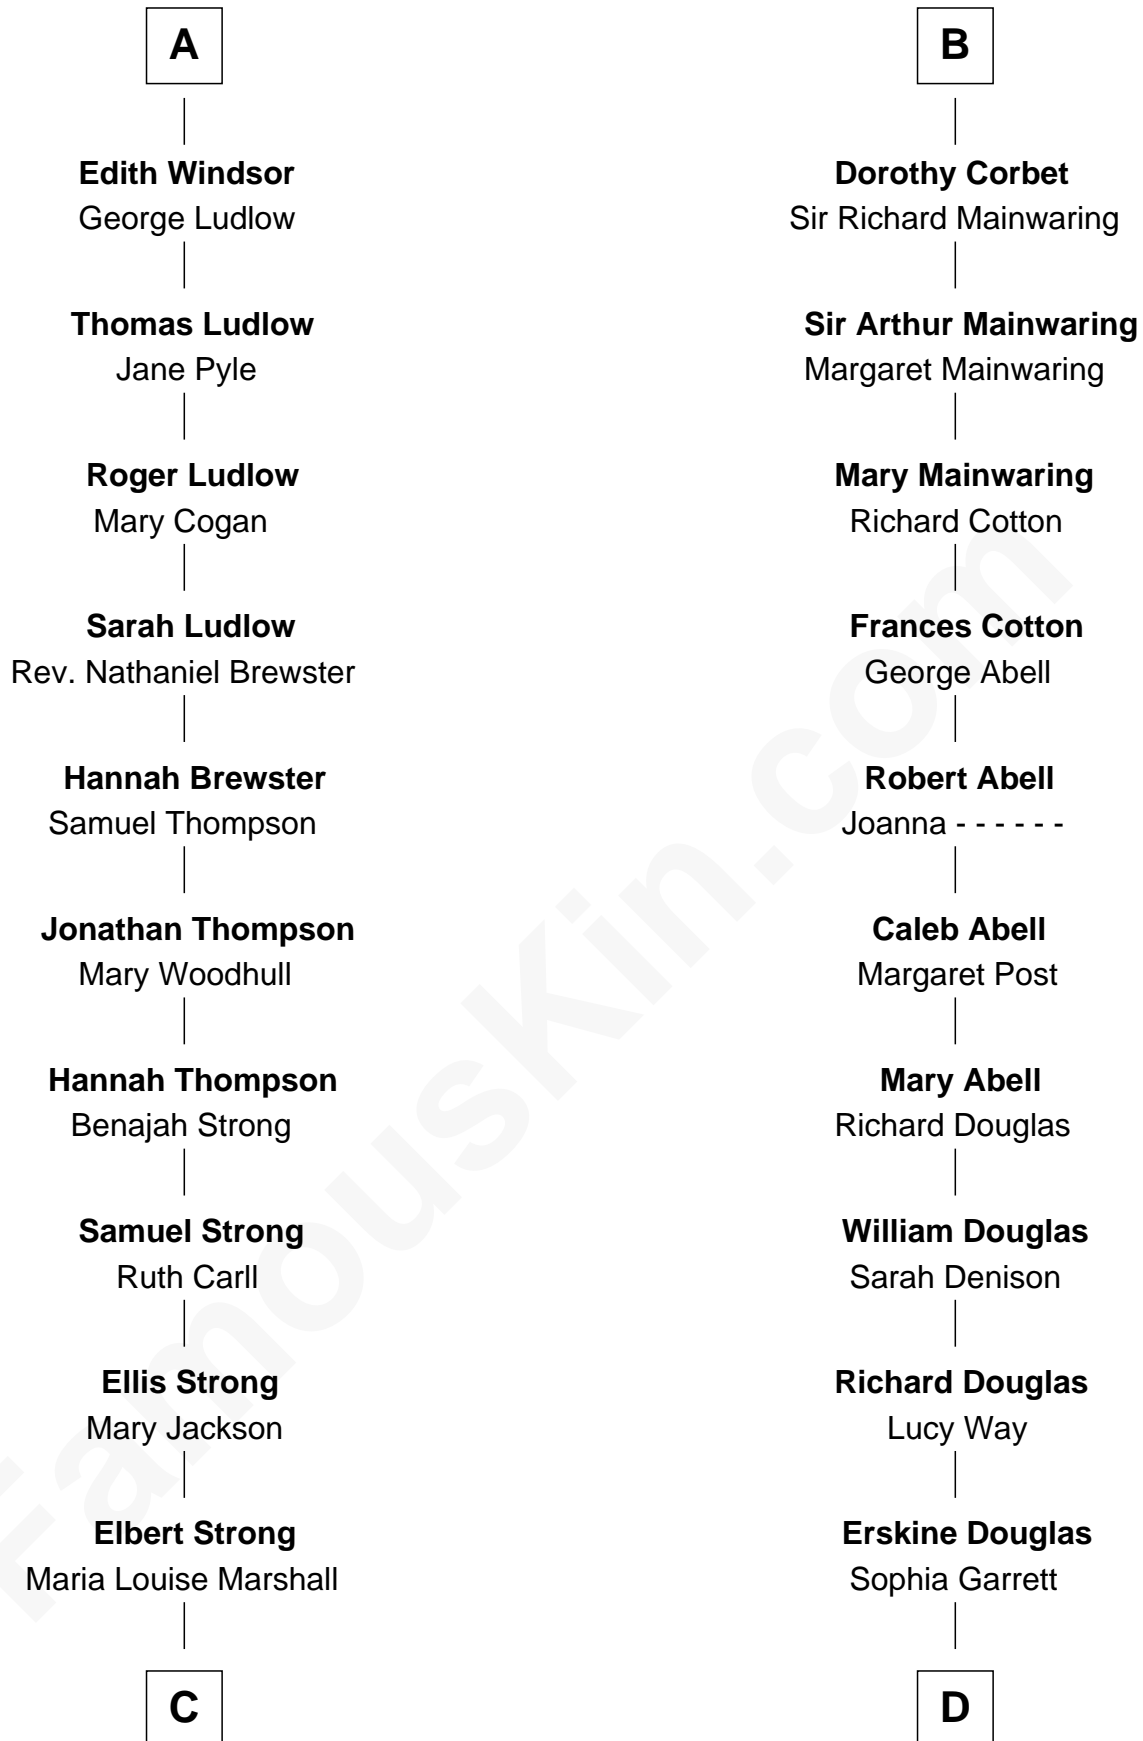 A
Edith Windsor
George Ludlow
Thomas Ludlow
Jane Pyle
Roger Ludlow
Mary Cogan
Sarah Ludlow
Rev. Nathaniel Brewster
Hannah Brewster
Samuel Thompson
Jonathan Thompson
Mary Woodhull
Hannah Thompson
Benajah Strong
Samuel Strong
Ruth Carll
Ellis Strong
Mary Jackson
Elbert Strong
Maria Louise Marshall
C
B
Dorothy Corbet
Sir Richard Mainwaring
Sir Arthur Mainwaring
Margaret Mainwaring
Mary Mainwaring
Richard Cotton
Frances Cotton
George Abell
Robert Abell
Joanna - - - - - -
Caleb Abell
Margaret Post
Mary Abell
Richard Douglas
William Douglas
Sarah Denison
Richard Douglas
Lucy Way
Erskine Douglas
Sophia Garrett
D
FamousKin.com